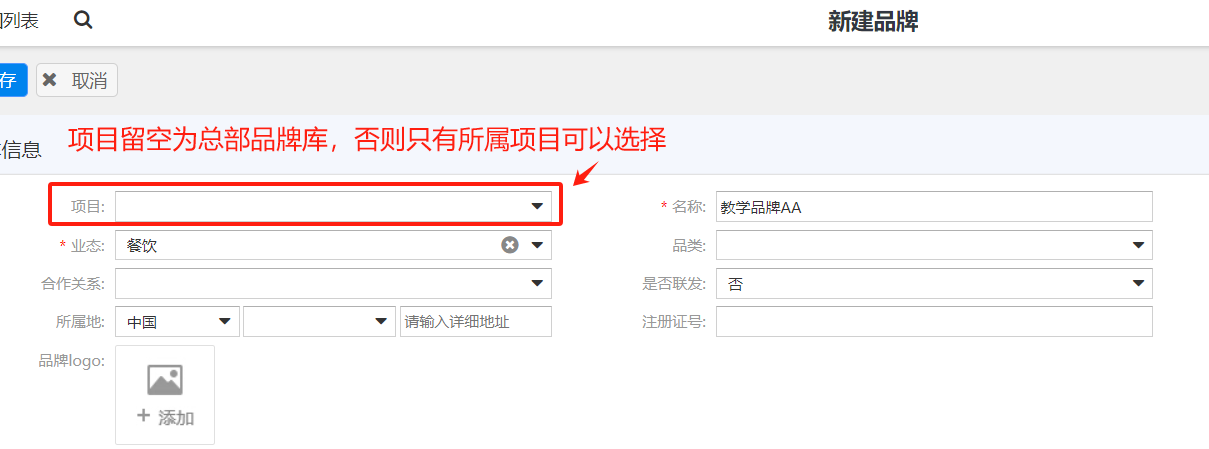 列表
新建品牌
存
取消
信息
项目留空为总部品牌库，否则只有所属项目可以选择
项目:
* 名称: 教学品牌AA
* 业态: 餐饮
品类:
合作关系:
是否联发: 否
所属地: 中国 请输入详细地址
注册证号:
品牌logo:
+ 添加